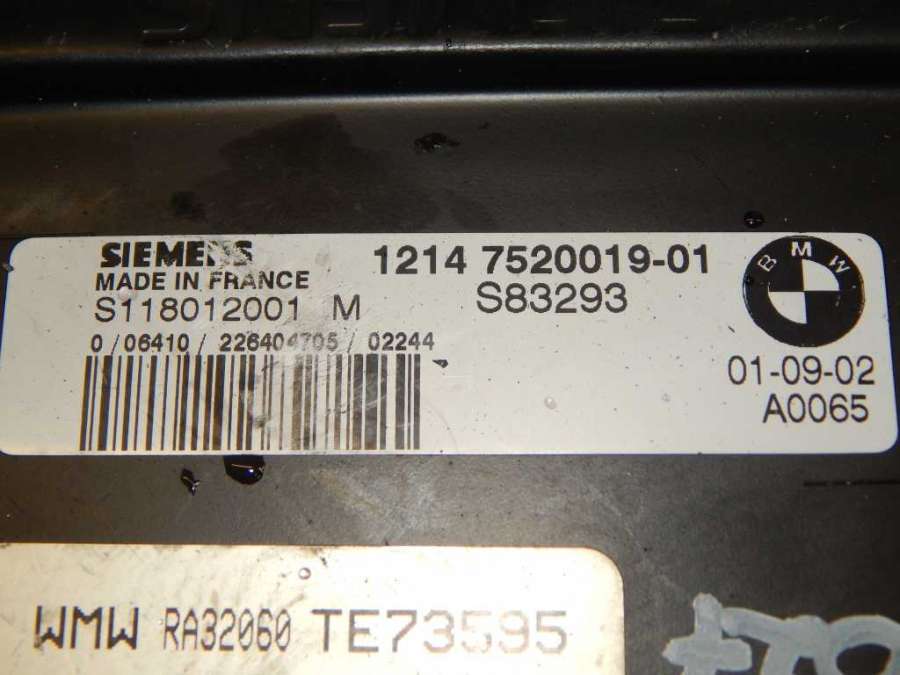 SIEMENS
MADE IN FRANCE
S118012001 M
0/06410/226404705/02244
1214 7520019-01
S83293
BMW
01-09-02
A0065
WMW RA32060 TE73595